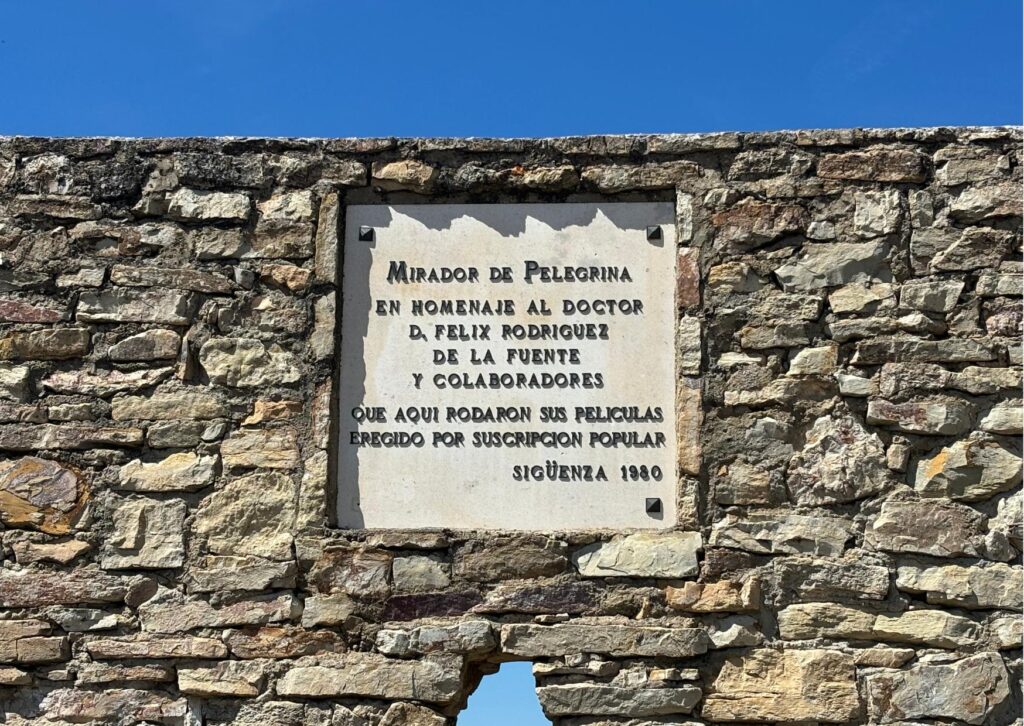 MIRADOR DE PELEGRINA
EN HOMENAJE AL DOCTOR
D. FELIX RODRIGUEZ
DE LA FUENTE
Y COLABORADORES
QUE AQUI RODARON SUS PELICULAS
EREGIDO POR SUSCRIPCION POPULAR
SIGÜENZA 1980